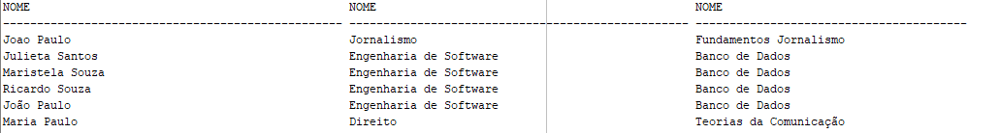 NOME NOME NOME
-------------------------------------------------- -------------------------------------------------- ----------------------------------------
Joao Paulo Jornalismo Fundamentos Jornalismo
Julieta Santos Engenharia de Software Banco de Dados
Maristela Souza Engenharia de Software Banco de Dados
Ricardo Souza Engenharia de Software Banco de Dados
João Paulo Engenharia de Software Banco de Dados
Maria Paulo Direito Teorias da Comunicação